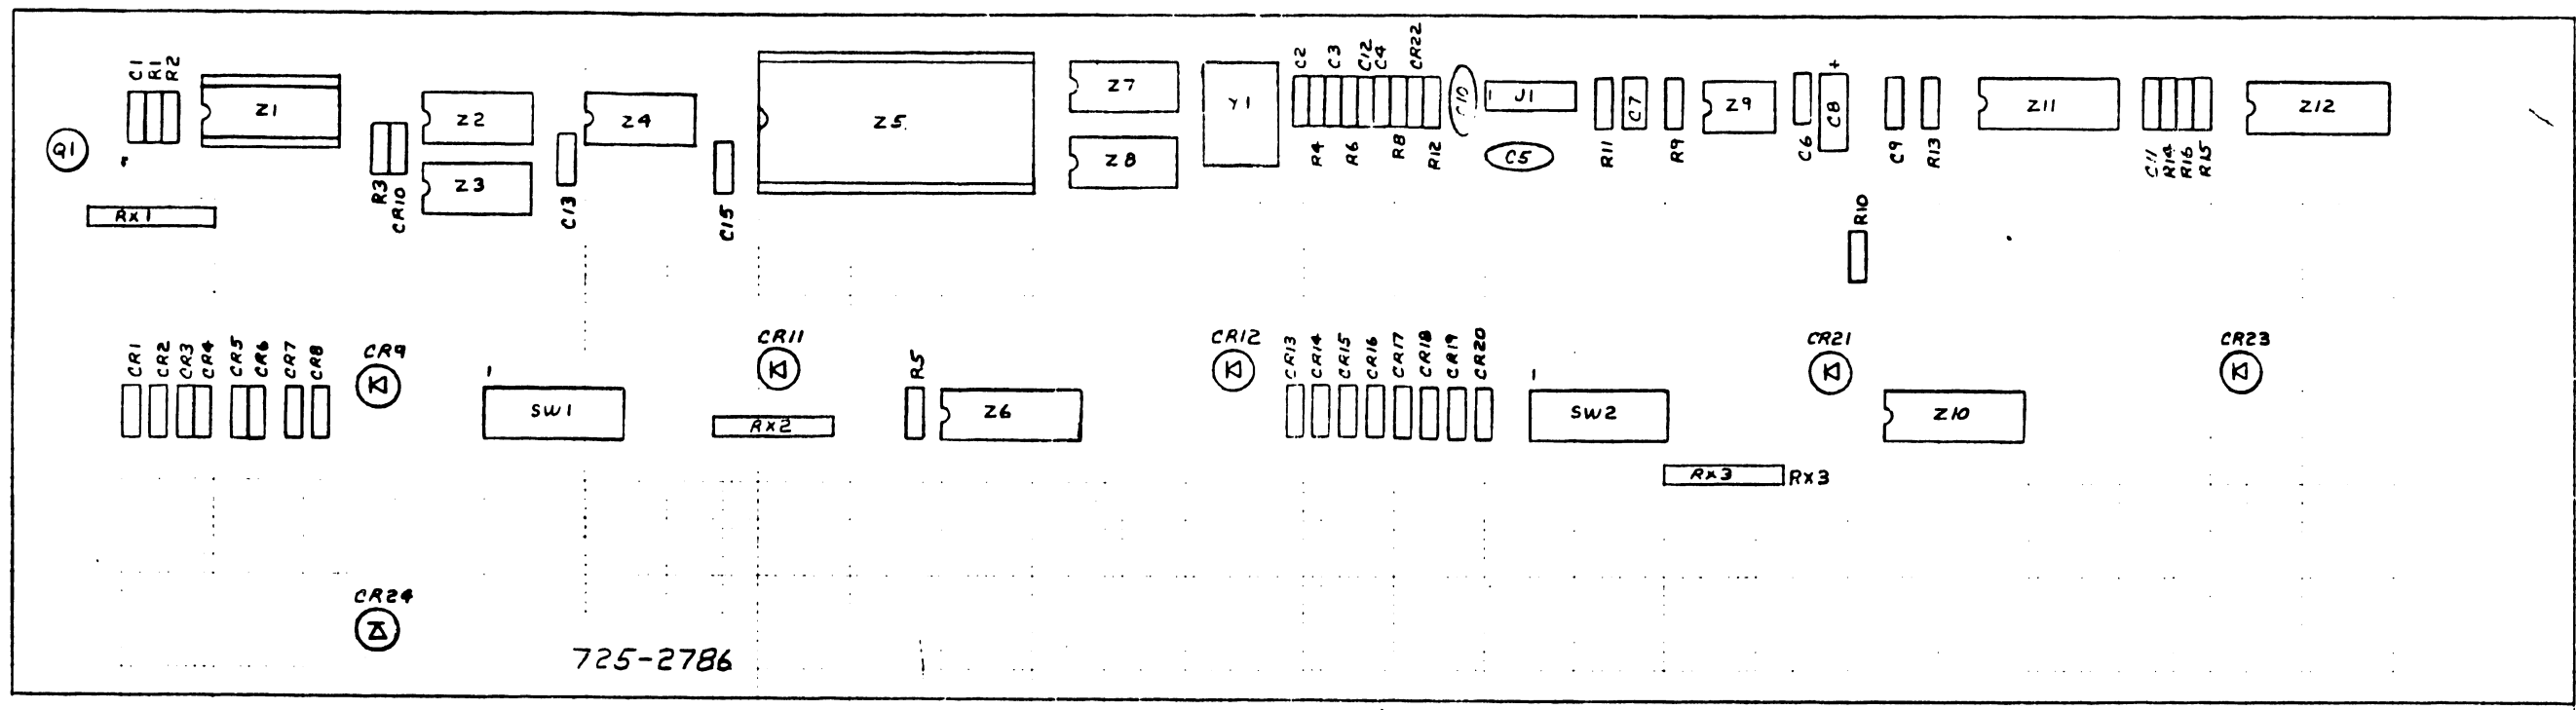 C1
R1
R2
Z1
Q1
RX1
R3
CR10
Z2
Z3
C13
Z4
C15
Z5
Z7
Z8
Y1
C2
C3
C12
C4
CR22
R4
R6
R8
R12
C10
J1
C5
R11
C7
R9
Z9
C6
+
C8
C9
R13
Z11
C11
R14
R16
R15
Z12
R10
CR1
CR2
CR3
CR4
CR5
CR6
CR7
CR8
CR9
SW1
CR11
RX2
R5
Z6
CR12
CR13
CR14
CR15
CR16
CR17
CR18
CR19
CR20
SW2
CR21
Z10
CR23
RX3
RX3
CR24
725-2786